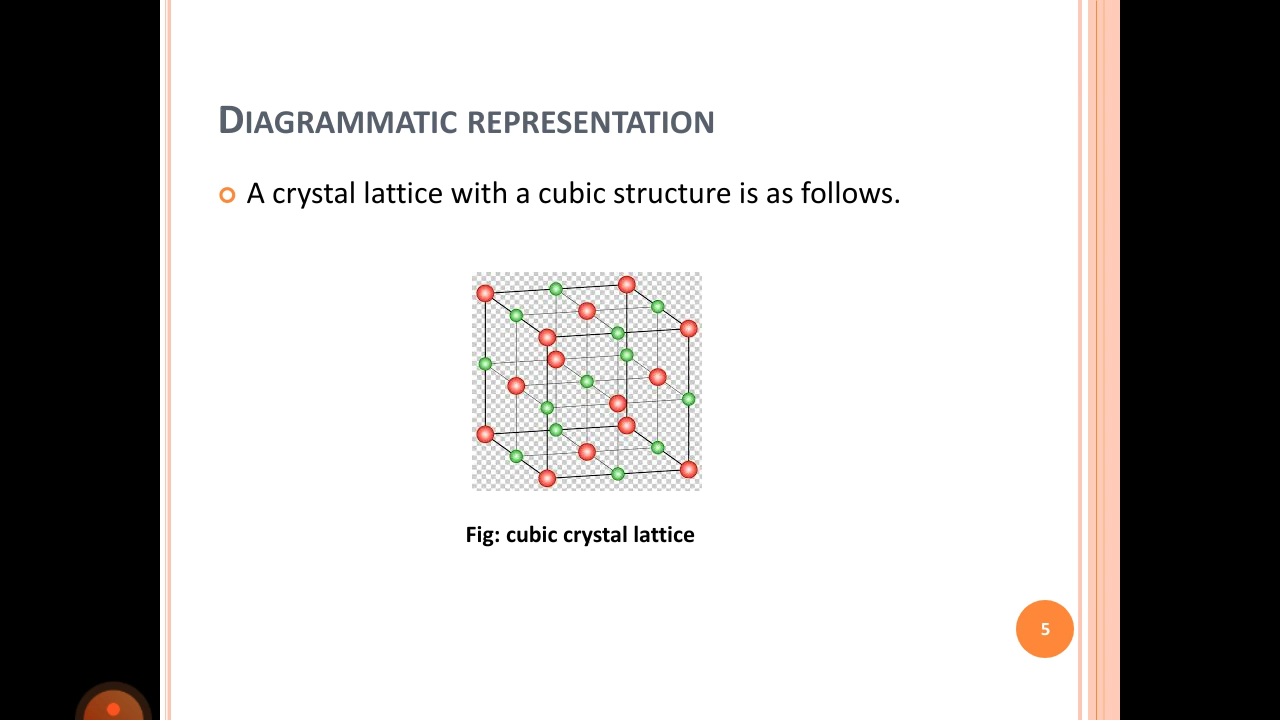 DIAGRAMMATIC REPRESENTATION
A crystal lattice with a cubic structure is as follows.
Fig: cubic crystal lattice
5